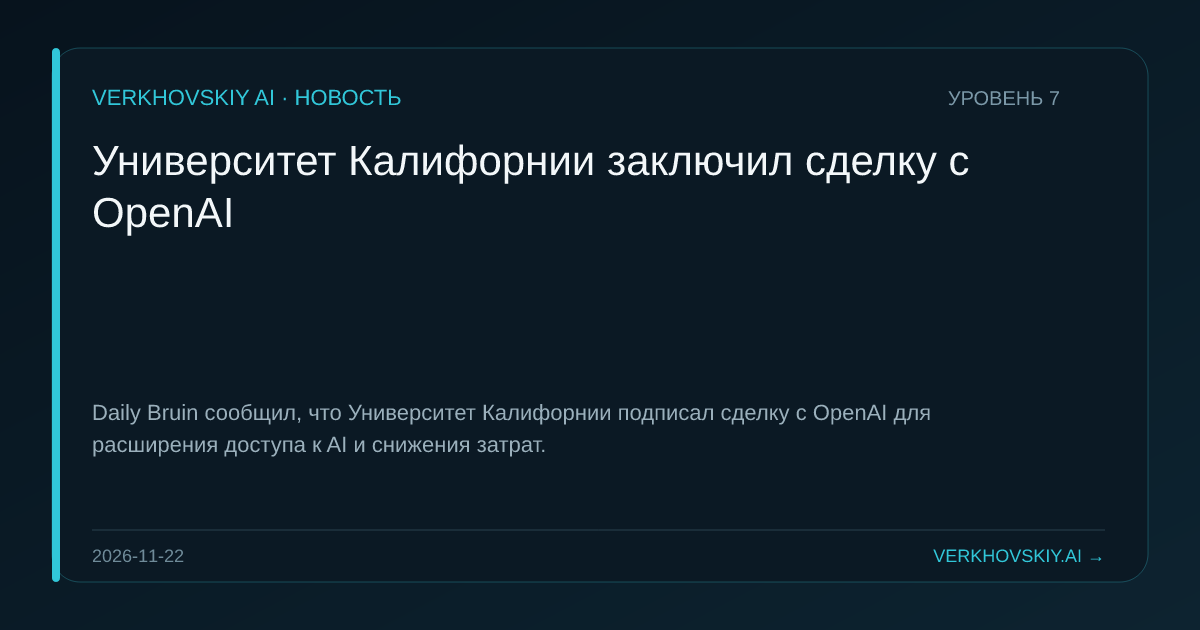 VERKHOVSKIY AI · НОВОСТЬ
УРОВЕНЬ 7
Университет Калифорнии заключил сделку с
OpenAI
Daily Bruin сообщил, что Университет Калифорнии подписал сделку с OpenAI для
расширения доступа к AI и снижения затрат.
2026-11-22
VERKHOVSKIY.AI →